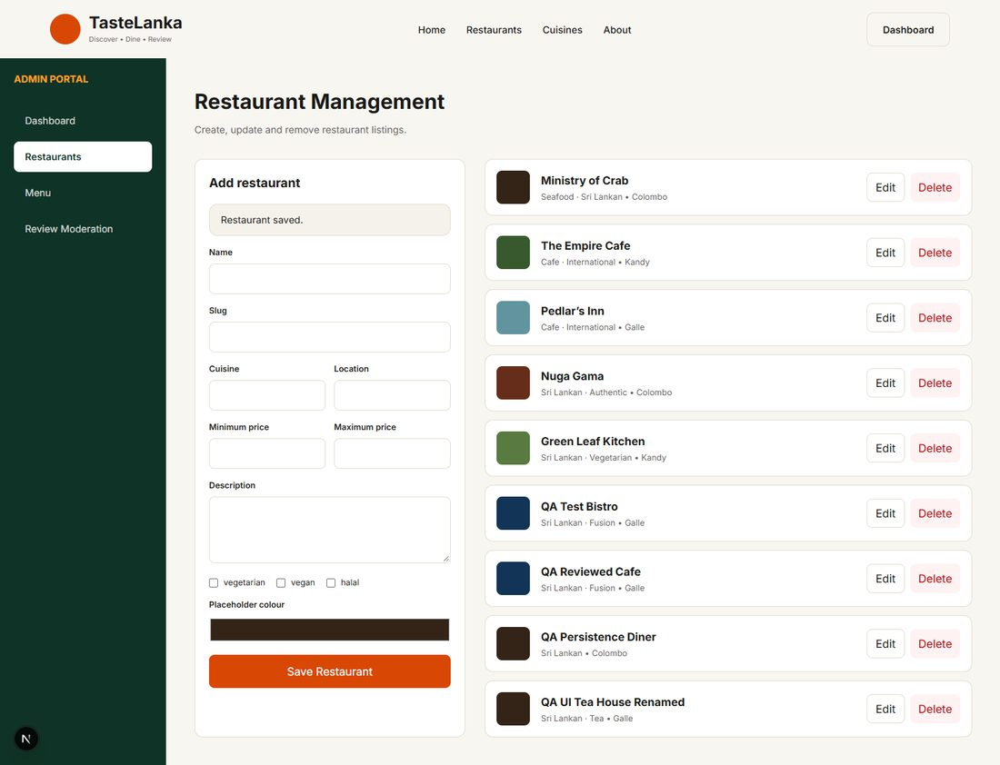 TasteLanka
Discover • Dine • Review
Home
Restaurants
Cuisines
About
Dashboard
ADMIN PORTAL
Dashboard
Restaurants
Menu
Review Moderation
Restaurant Management
Create, update and remove restaurant listings.
Add restaurant
Restaurant saved.
Name
Slug
Cuisine
Location
Minimum price
Maximum price
Description
vegetarian
vegan
halal
Placeholder colour
Save Restaurant
Ministry of Crab
Seafood · Sri Lankan • Colombo
Edit
Delete
The Empire Cafe
Cafe · International • Kandy
Edit
Delete
Pedlar’s Inn
Cafe · International • Galle
Edit
Delete
Nuga Gama
Sri Lankan · Authentic • Colombo
Edit
Delete
Green Leaf Kitchen
Sri Lankan · Vegetarian • Kandy
Edit
Delete
QA Test Bistro
Sri Lankan · Fusion • Galle
Edit
Delete
QA Reviewed Cafe
Sri Lankan · Fusion • Galle
Edit
Delete
QA Persistence Diner
Sri Lankan • Colombo
Edit
Delete
QA UI Tea House Renamed
Sri Lankan · Tea • Galle
Edit
Delete
N